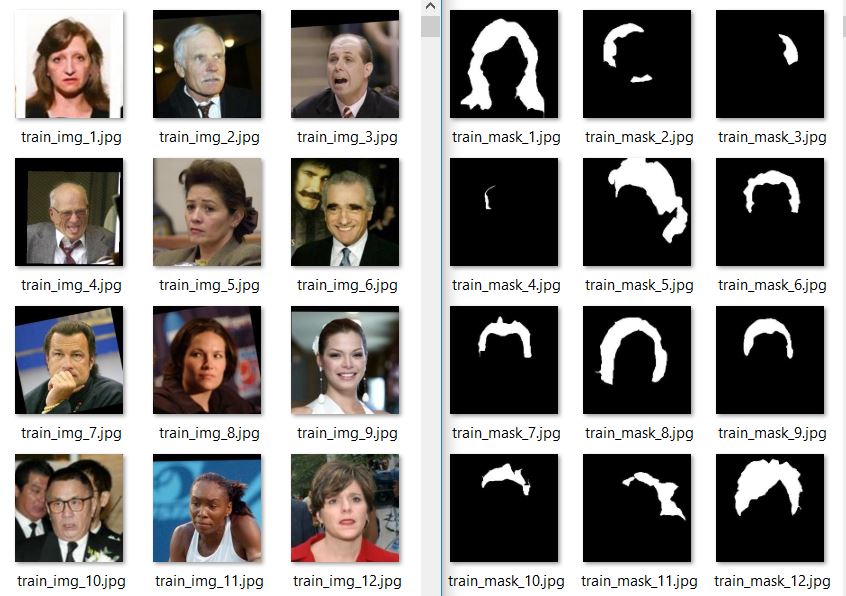 train_img_1.jpg train_img_2.jpg train_img_3.jpg train_mask_1.jpg train_mask_2.jpg train_mask_3.jpg
train_img_4.jpg train_img_5.jpg train_img_6.jpg train_mask_4.jpg train_mask_5.jpg train_mask_6.jpg
train_img_7.jpg train_img_8.jpg train_img_9.jpg train_mask_7.jpg train_mask_8.jpg train_mask_9.jpg
train_img_10.jpg train_img_11.jpg train_img_12.jpg train_mask_10.jpg train_mask_11.jpg train_mask_12.jpg